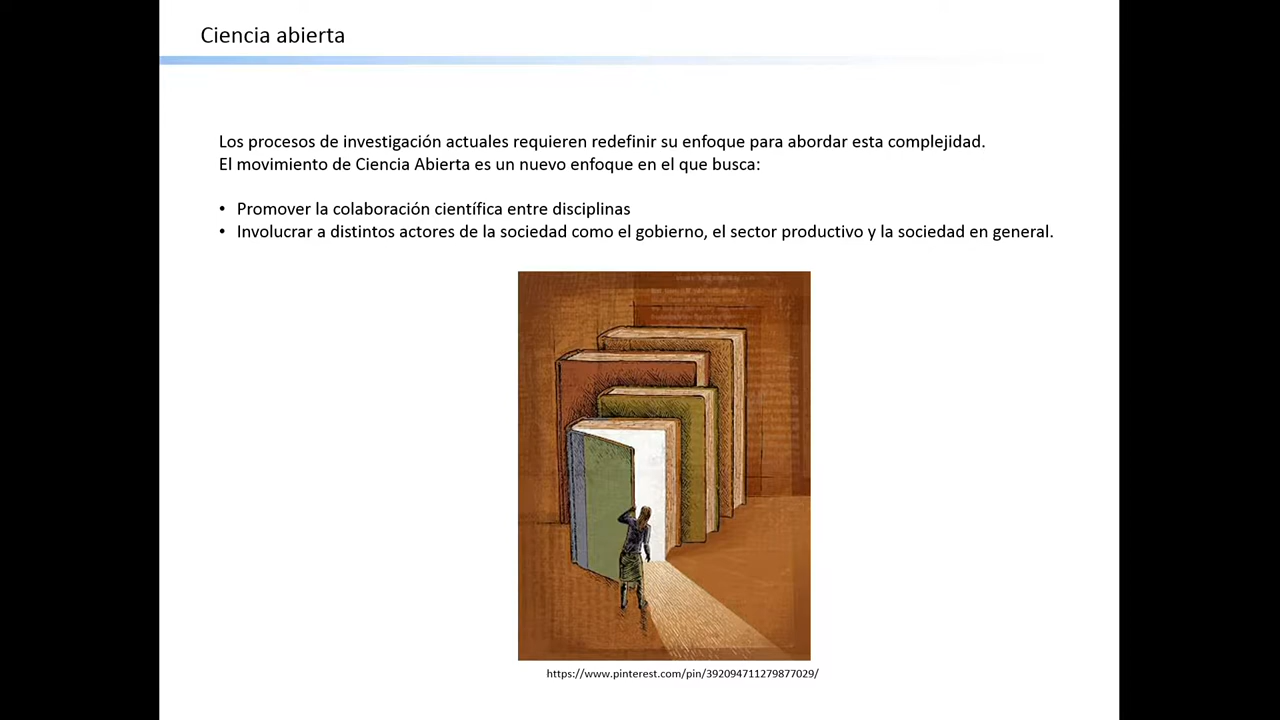 Ciencia abierta
Los procesos de investigación actuales requieren redefinir su enfoque para abordar esta complejidad.
El movimiento de Ciencia Abierta es un nuevo enfoque en el que busca:
• Promover la colaboración científica entre disciplinas
• Involucrar a distintos actores de la sociedad como el gobierno, el sector productivo y la sociedad en general.
https://www.pinterest.com/pin/392094711279877029/